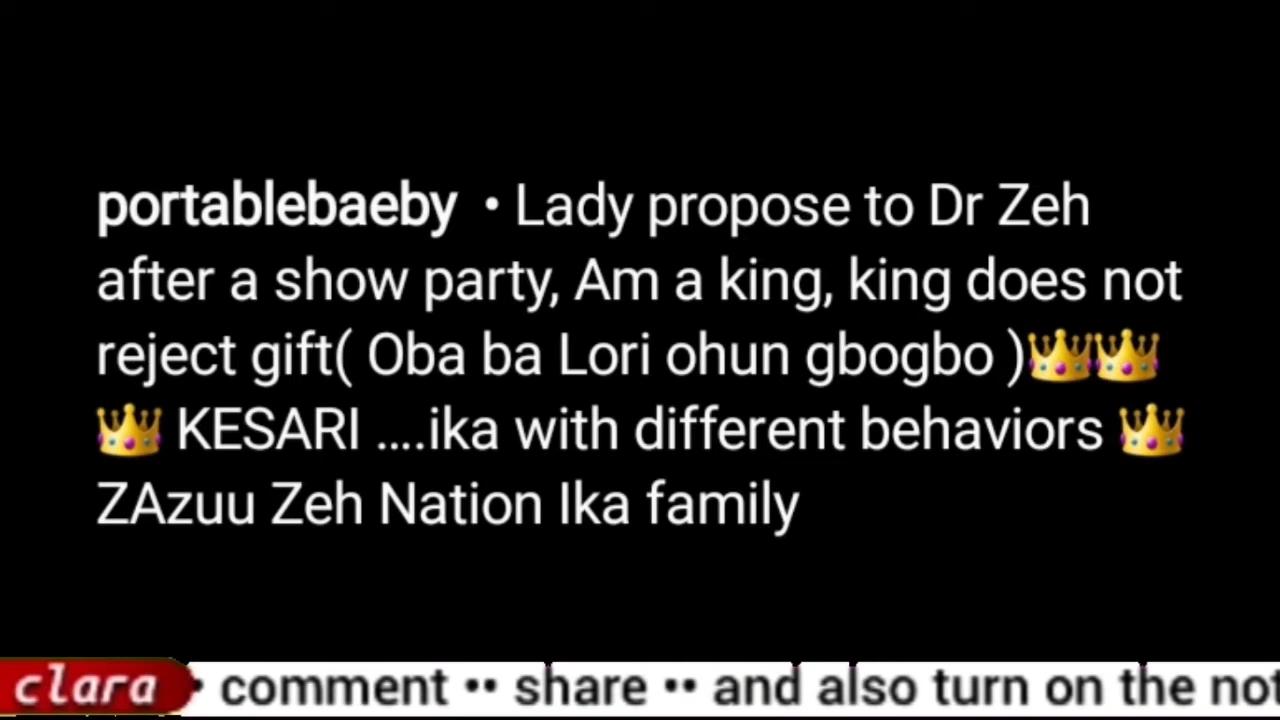 portablebaeby • Lady propose to Dr Zeh
after a show party, Am a king, king does not
reject gift( Oba ba Lori ohun gbogbo )👑👑
👑 KESARI ....ika with different behaviors 👑
ZAzuu Zeh Nation Ika family
clara • comment •• share •• and also turn on the not